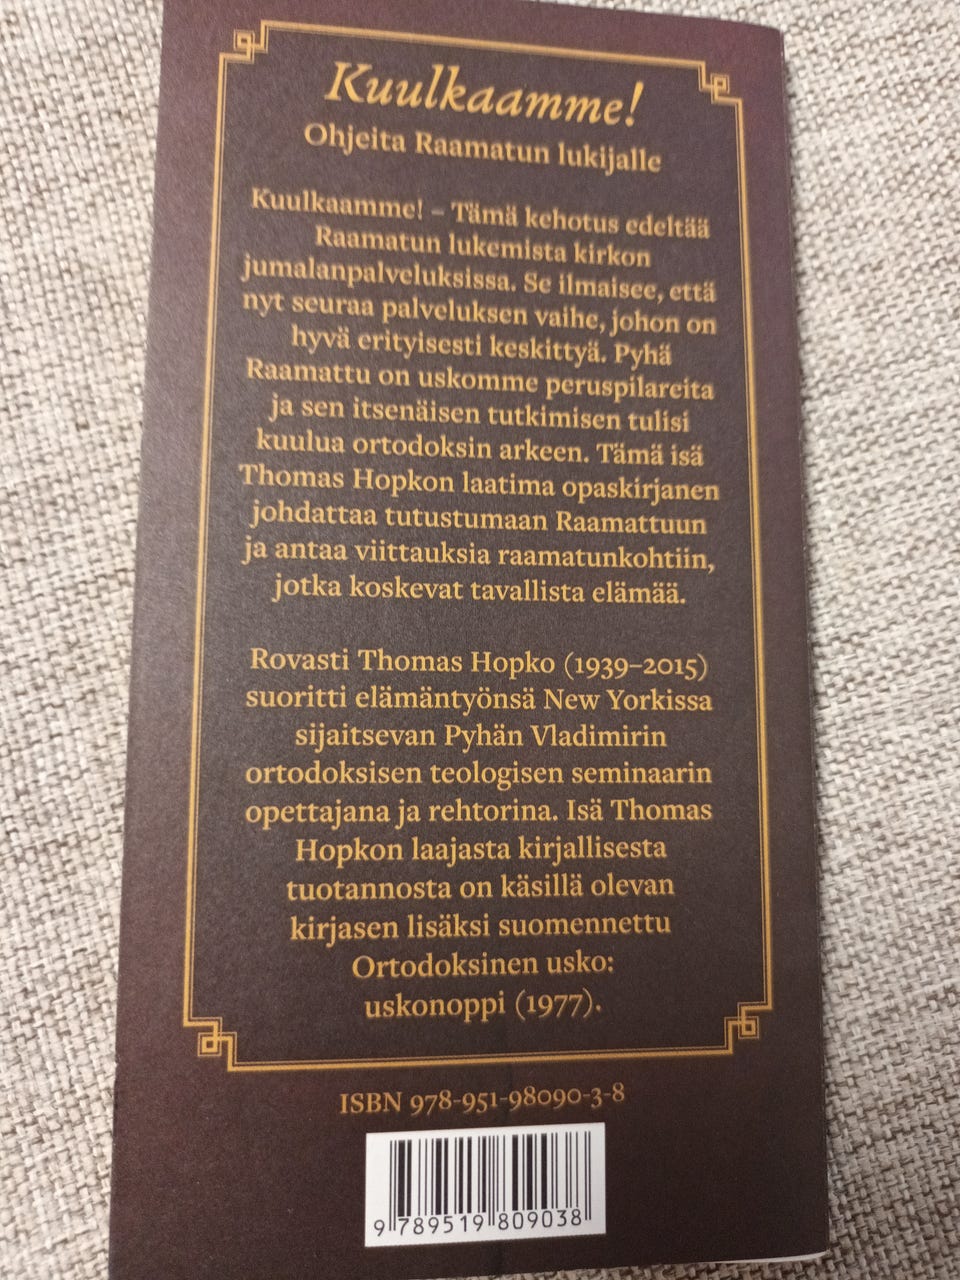 Kuulkaamme!
Ohjeita Raamatun lukijalle
Kuulkaamme! – Tämä kehotus edeltää
Raamatun lukemista kirkon
jumalanpalveluksissa. Se ilmaisee, että
nyt seuraa palveluksen vaihe, johon on
hyvä erityisesti keskittyä. Pyhä
Raamattu on uskomme peruspilareita
ja sen itsenäisen tutkimisen tulisi
kuulua ortodoksin arkeen. Tämä isä
Thomas Hopkon laatima opaskirjanen
johdattaa tutustumaan Raamattuun
ja antaa viittauksia raamatunkohtiin,
jotka koskevat tavallista elämää.
Rovasti Thomas Hopko (1939–2015)
suoritti elämäntyönsä New Yorkissa
sijaitsevan Pyhän Vladimirin
ortodoksisen teologisen seminaarin
opettajana ja rehtorina. Isä Thomas
Hopkon laajasta kirjallisesta
tuotannosta on käsillä olevan
kirjasen lisäksi suomennettu
Ortodoksinen usko:
uskonoppi (1977).
ISBN 978-951-98090-3-8
9 789519 809038